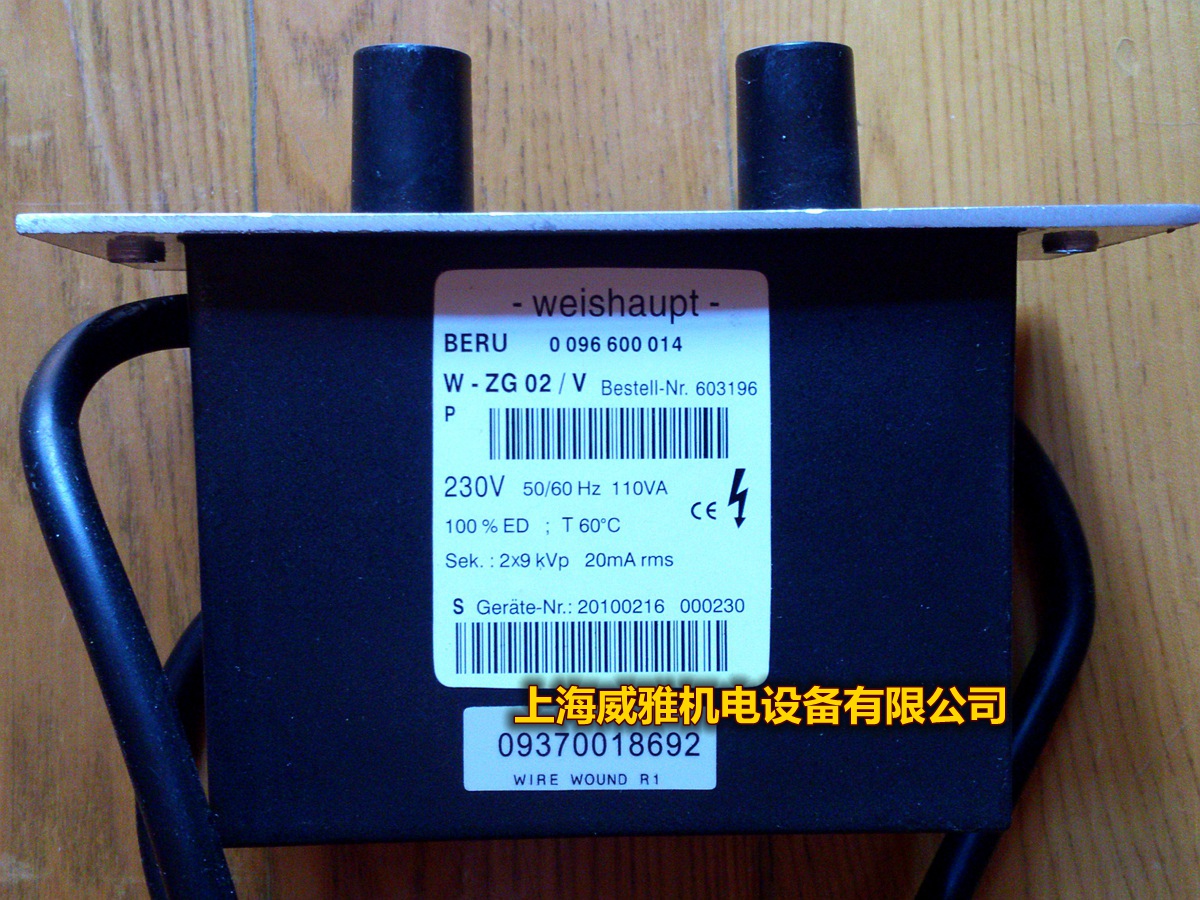 - weishaupt -
BERU 0 096 600 014
W - ZG 02 / V Bestell-Nr. 603196
P
230V 50/60 Hz 110VA
CE
100 % ED ; T 60°C
Sek. : 2x9 kVp 20mA rms
S Geräte-Nr.: 20100216 000230
上海威雅机电设备有限公司
09370018692
WIRE WOUND R1